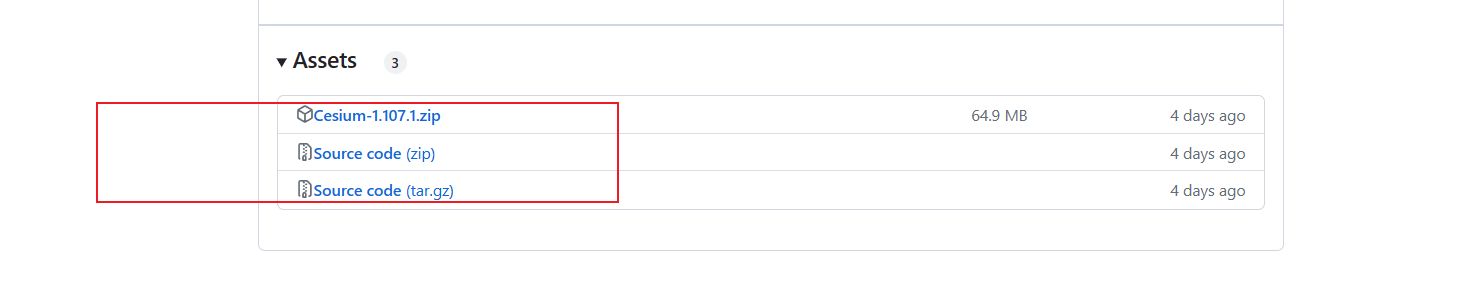 Assets 3
Cesium-1.107.1.zip 64.9 MB 4 days ago
Source code (zip) 4 days ago
Source code (tar.gz) 4 days ago